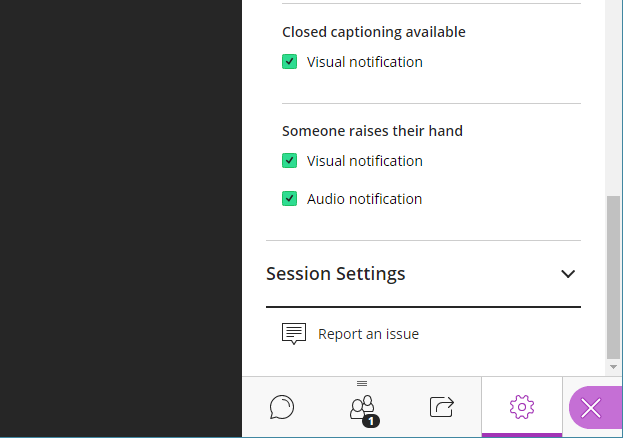 Closed captioning available
Visual notification
Someone raises their hand
Visual notification
Audio notification
Session Settings
Report an issue
1